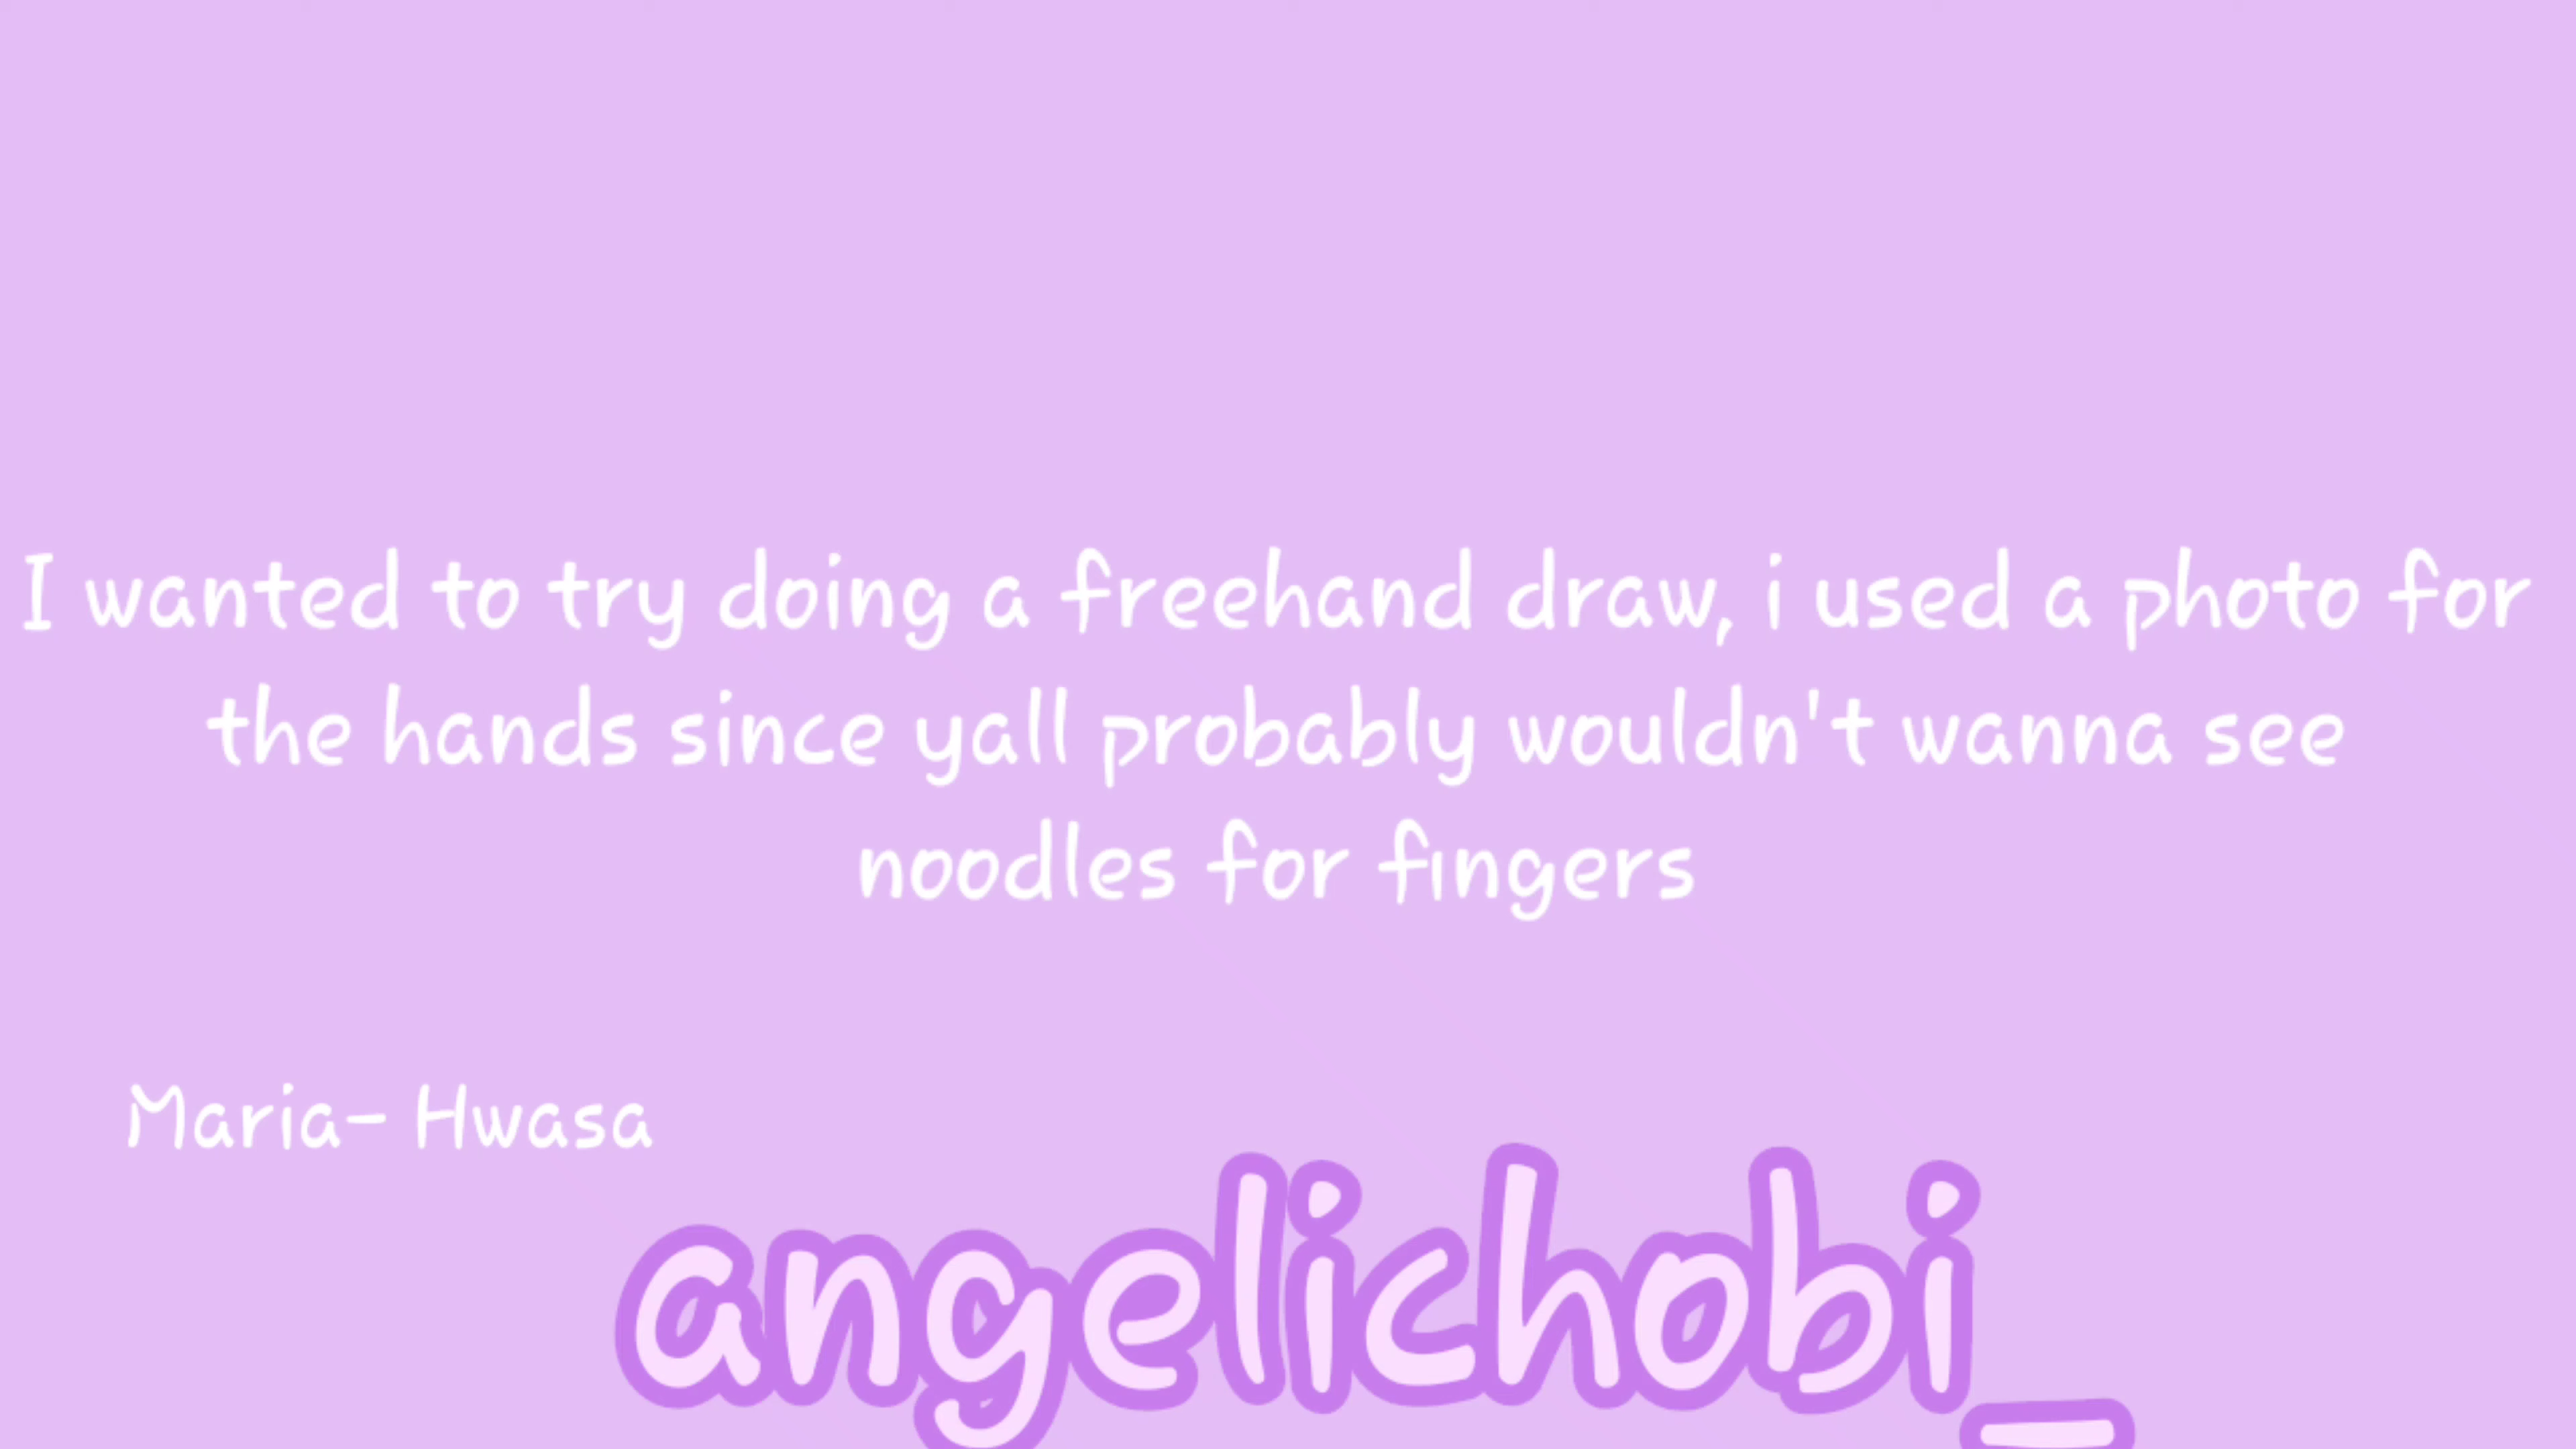 I wanted to try doing a freehand draw, i used a photo for
the hands since yall probably wouldn't wanna see
noodles for fingers
Maria- Hwasa
angelichobi_